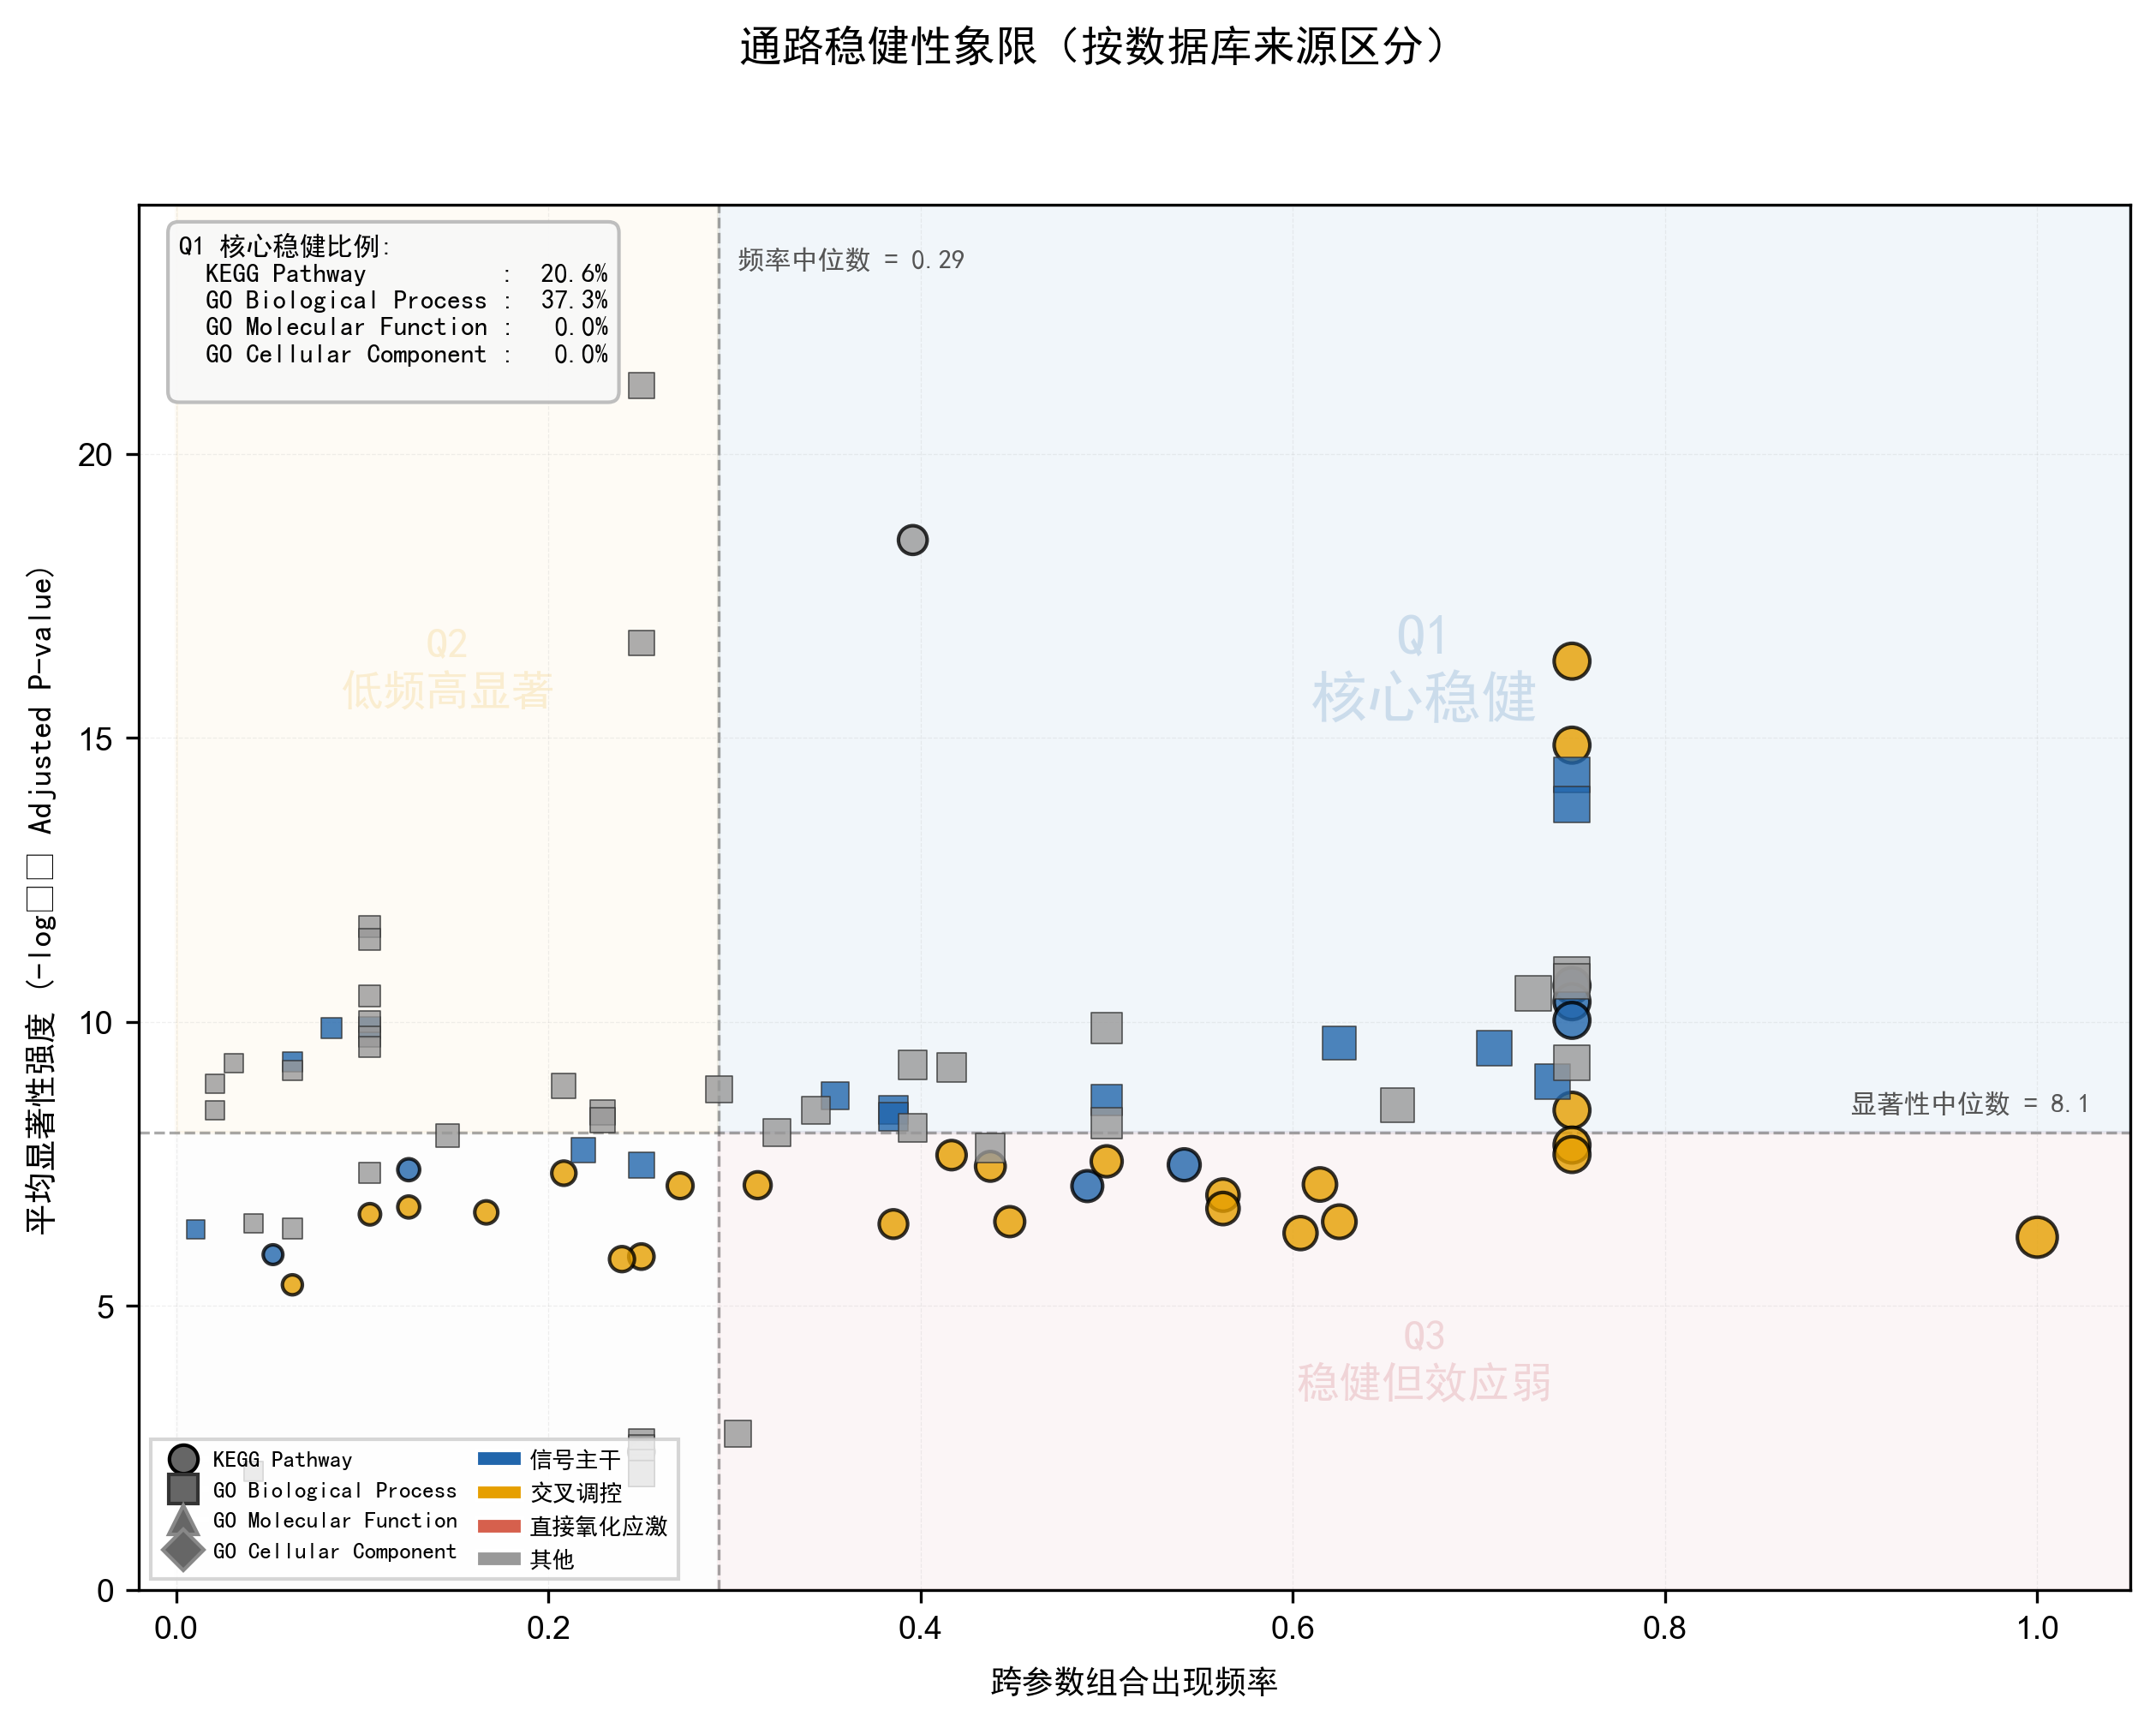 通路稳健性象限（按数据库来源区分）
Q1 核心稳健比例:
KEGG Pathway : 20.6%
GO Biological Process : 37.3%
GO Molecular Function : 0.0%
GO Cellular Component : 0.0%
频率中位数 = 0.29
Q2
低频高显著
Q1
核心稳健
显著性中位数 = 8.1
Q3
稳健但效应弱
平均显著性强度 (-log□□ Adjusted P-value)
20
15
10
5
0
KEGG Pathway
GO Biological Process
GO Molecular Function
GO Cellular Component
信号主干
交叉调控
直接氧化应激
其他
0.0
0.2
0.4
0.6
0.8
1.0
跨参数组合出现频率